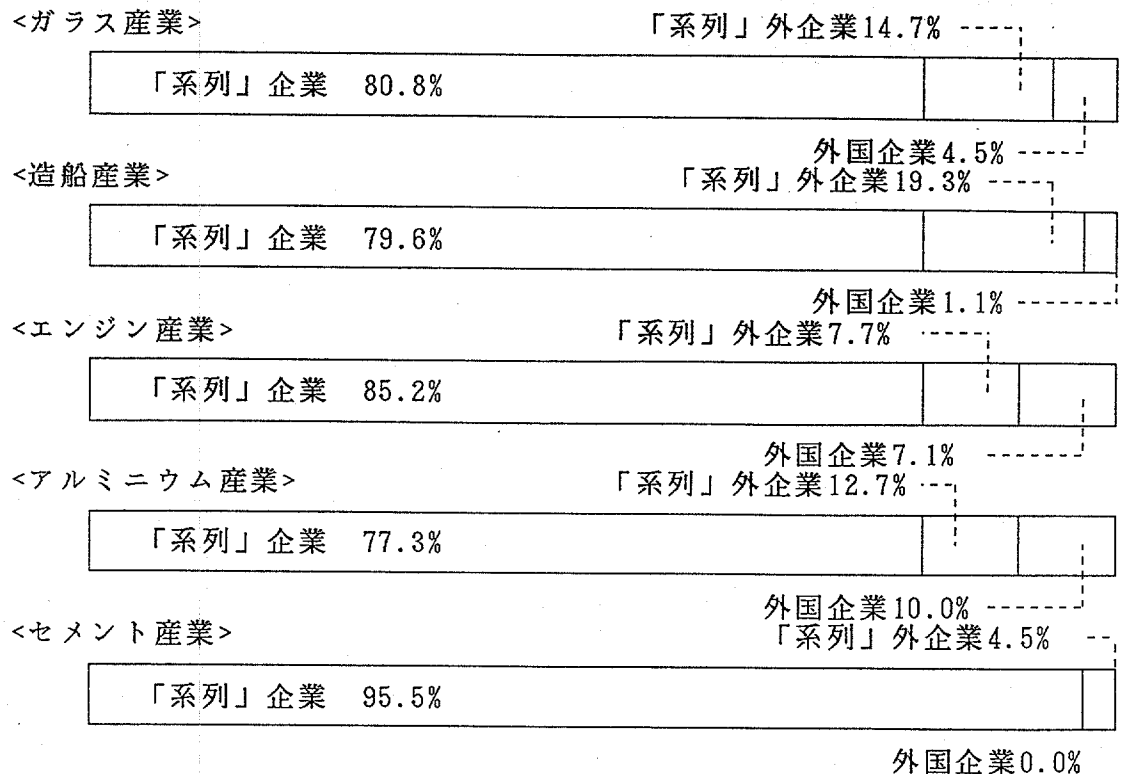 <ガラス産業>
「系列」外企業14.7%
「系列」企業 80.8%
外国企業4.5%
<造船産業>
「系列」外企業19.3%
「系列」企業 79.6%
外国企業1.1%
<エンジン産業>
「系列」外企業7.7%
「系列」企業 85.2%
外国企業7.1%
<アルミニウム産業>
「系列」外企業12.7%
「系列」企業 77.3%
外国企業10.0%
<セメント産業>
「系列」外企業4.5%
「系列」企業 95.5%
外国企業0.0%